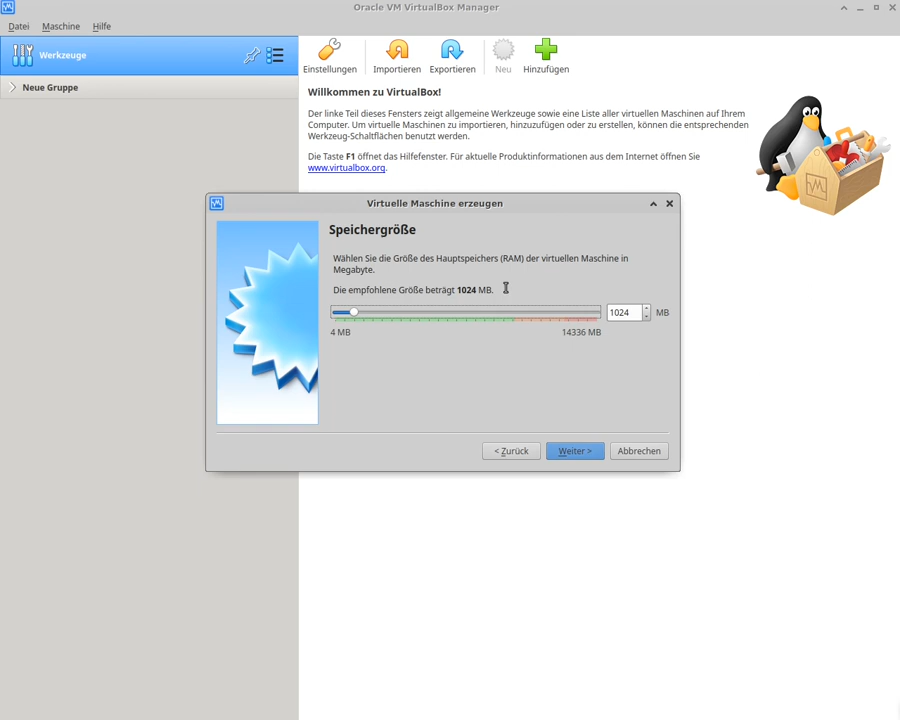 Oracle VM VirtualBox Manager
Datei Maschine Hilfe
Werkzeuge
Neue Gruppe
Einstellungen Importieren Exportieren Neu Hinzufügen
Willkommen zu VirtualBox!
Der linke Teil dieses Fensters zeigt allgemeine Werkzeuge sowie eine Liste aller virtuellen Maschinen auf Ihrem
Computer. Um virtuelle Maschinen zu importieren, hinzuzufügen oder zu erstellen, können die entsprechenden
Werkzeug-Schaltflächen benutzt werden.
Die Taste F1 öffnet das Hilfefenster. Für aktuelle Produktinformationen aus dem Internet öffnen Sie
www.virtualbox.org.
Virtuelle Maschine erzeugen
Speichergröße
Wählen Sie die Größe des Hauptspeichers (RAM) der virtuellen Maschine in
Megabyte.
Die empfohlene Größe beträgt 1024 MB.
1024 MB
4 MB 14336 MB
< Zurück Weiter > Abbrechen